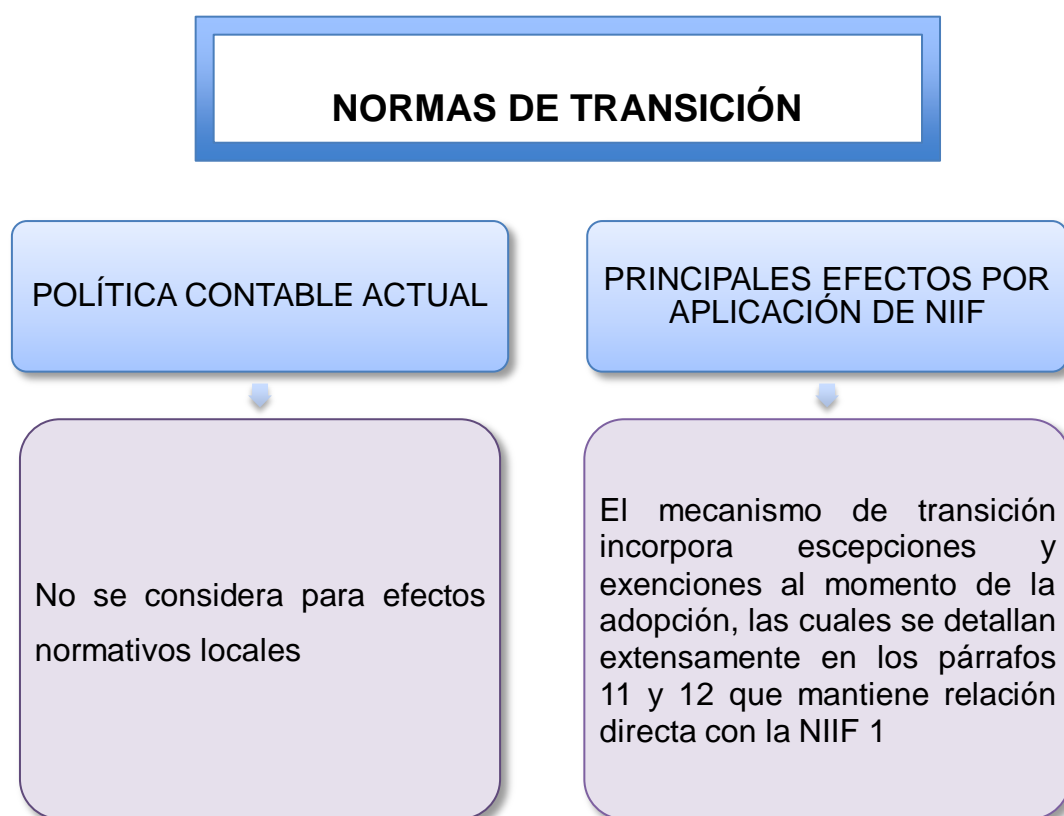 NORMAS DE TRANSICIÓN
POLÍTICA CONTABLE ACTUAL
No se considera para efectos
normativos locales
PRINCIPALES EFECTOS POR
APLICACIÓN DE NIIF
El mecanismo de transición
incorpora escepciones y
exenciones al momento de la
adopción, las cuales se detallan
extensamente en los párrafos
11 y 12 que mantiene relación
directa con la NIIF 1